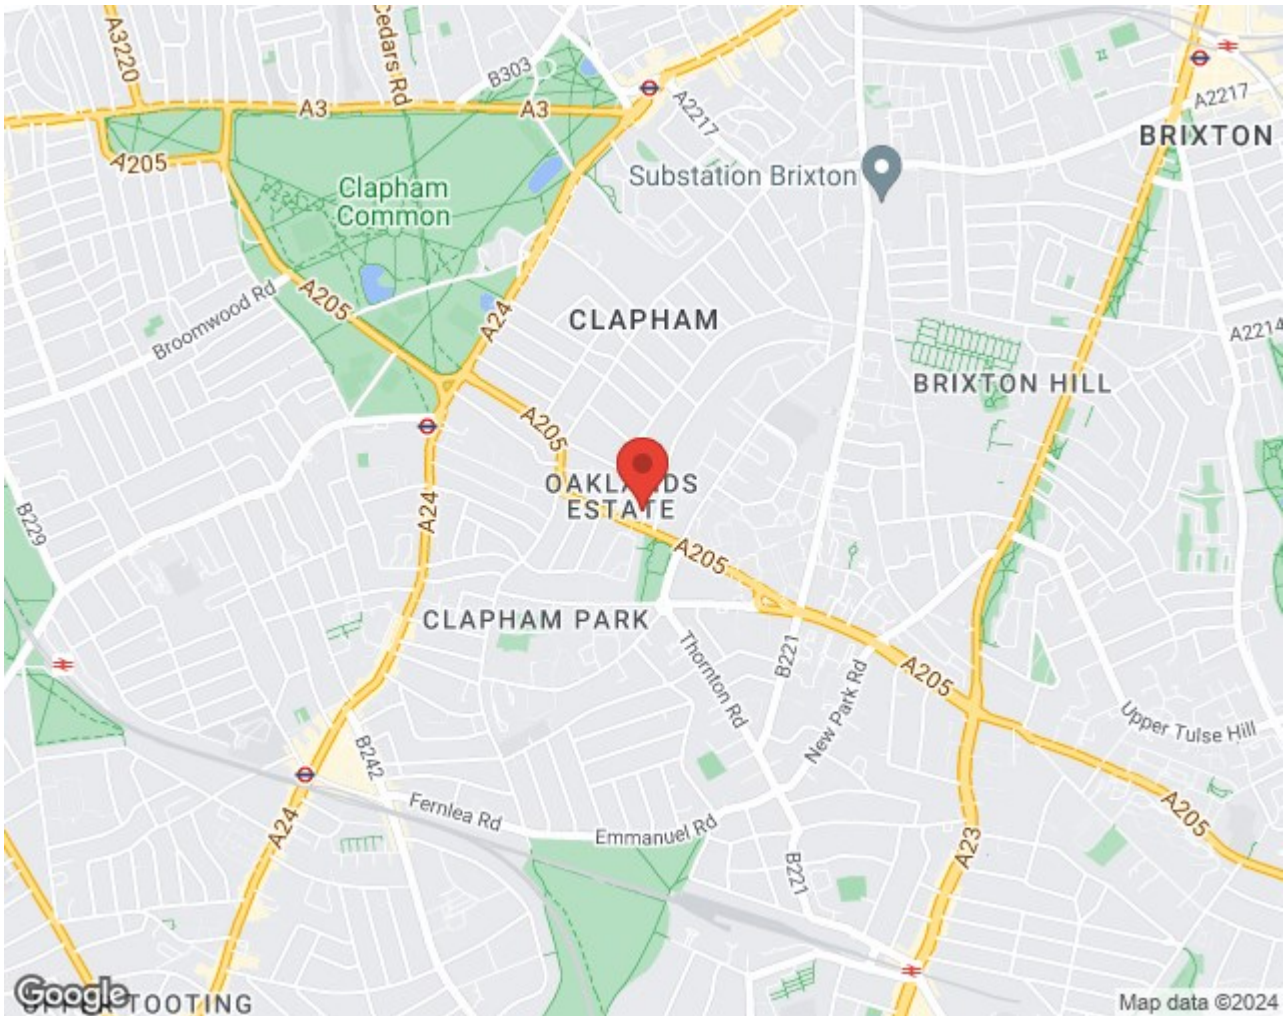 A3220
Cedars Rd
B303
A3
A3
A2217
A2217
A205
BRIXTON
Substation Brixton
Clapham
Common
Broomwood Rd
A205
A24
CLAPHAM
A2214
BRIXTON HILL
A205
OAKLANDS
ESTATE
A24
B229
A205
CLAPHAM PARK
Thornton Rd
B221
New Park Rd
A205
Upper Tulse Hill
B242
Fernlea Rd
Emmanuel Rd
A24
A23
A205
B221
Google
UPPER TOOTING
Map data ©2024